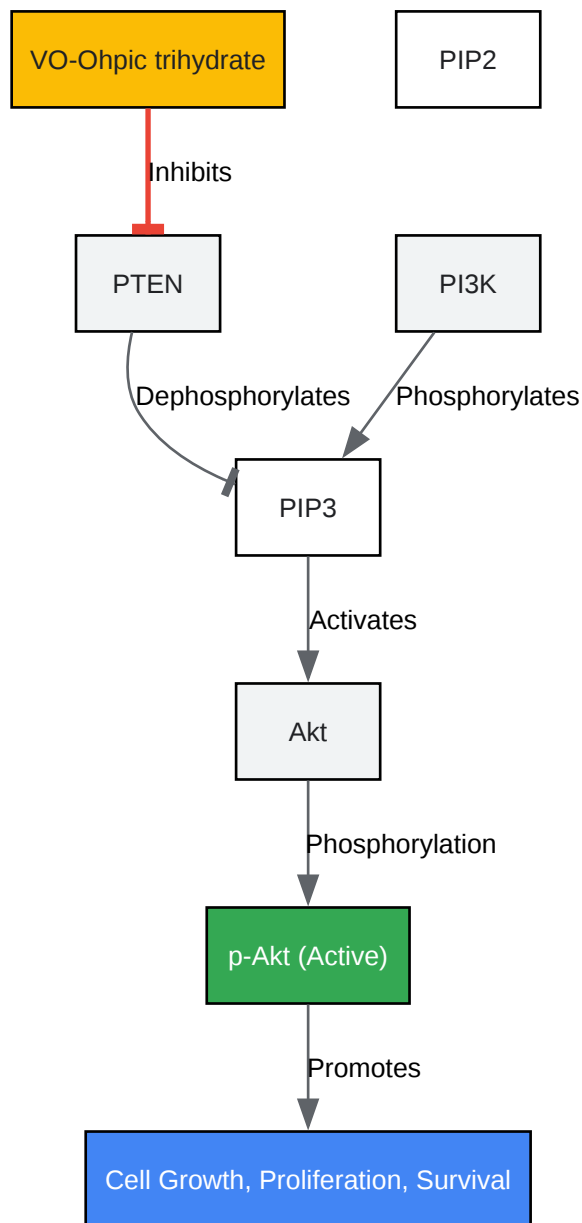 VO-Ohpic trihydrate
PIP2
Inhibits
PTEN
PI3K
Dephosphorylates
Phosphorylates
PIP3
Activates
Akt
Phosphorylation
p-Akt (Active)
Promotes
Cell Growth, Proliferation, Survival